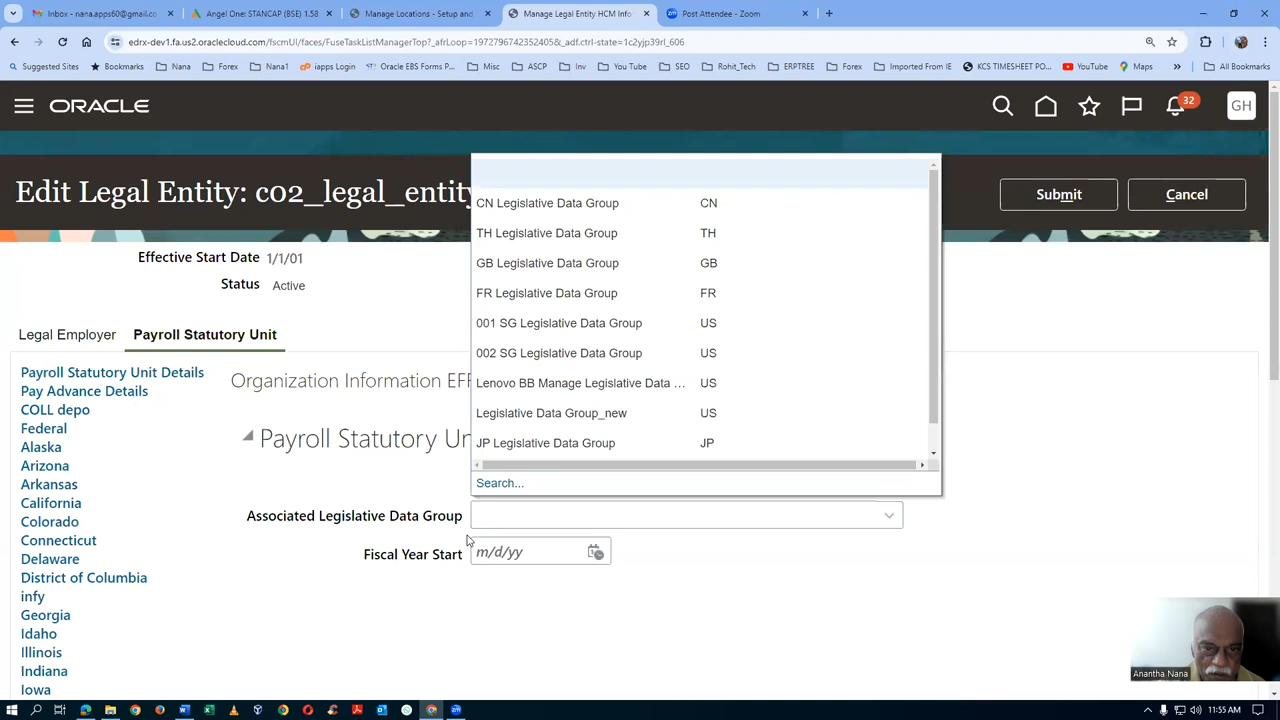 Inbox - nana.apps60@gmail.co
Angel One: STANCAP (BSE) 1.58
Manage Locations - Setup and
Manage Legal Entity HCM Info
Post Attendee - Zoom
edrx-dev1.fa.us2.oraclecloud.com/fscmUI/faces/FuseTaskListManagerTop?_afrLoop=19727967423524058&_adf.ctrl-state=1c2yjp39rl_606
Suggested Sites
Bookmarks
Nana
Forex
Nana1
iapps Login
Oracle EBS Forms P...
Misc
ASCP
Inv
You Tube
SEO
Rohit_Tech
ERPTREE
Forex
Imported From IE
KCS TIMESHEET PO...
YouTube
Maps
»
All Bookmarks
ORACLE
32
GH
Edit Legal Entity: c02_legal_entity
Submit
Cancel
Effective Start Date 1/1/01
Status Active
Legal Employer
Payroll Statutory Unit
CN Legislative Data Group CN
TH Legislative Data Group TH
GB Legislative Data Group GB
FR Legislative Data Group FR
001 SG Legislative Data Group US
002 SG Legislative Data Group US
Lenovo BB Manage Legislative Data ... US
Legislative Data Group_new US
JP Legislative Data Group JP
Search...
Payroll Statutory Unit Details
Pay Advance Details
COLL depo
Federal
Alaska
Arizona
Arkansas
California
Colorado
Connecticut
Delaware
District of Columbia
infy
Georgia
Idaho
Illinois
Indiana
Iowa
Organization Information EFF
Payroll Statutory Un
Associated Legislative Data Group
Fiscal Year Start m/d/yy
Anantha Nana
11:55 AM